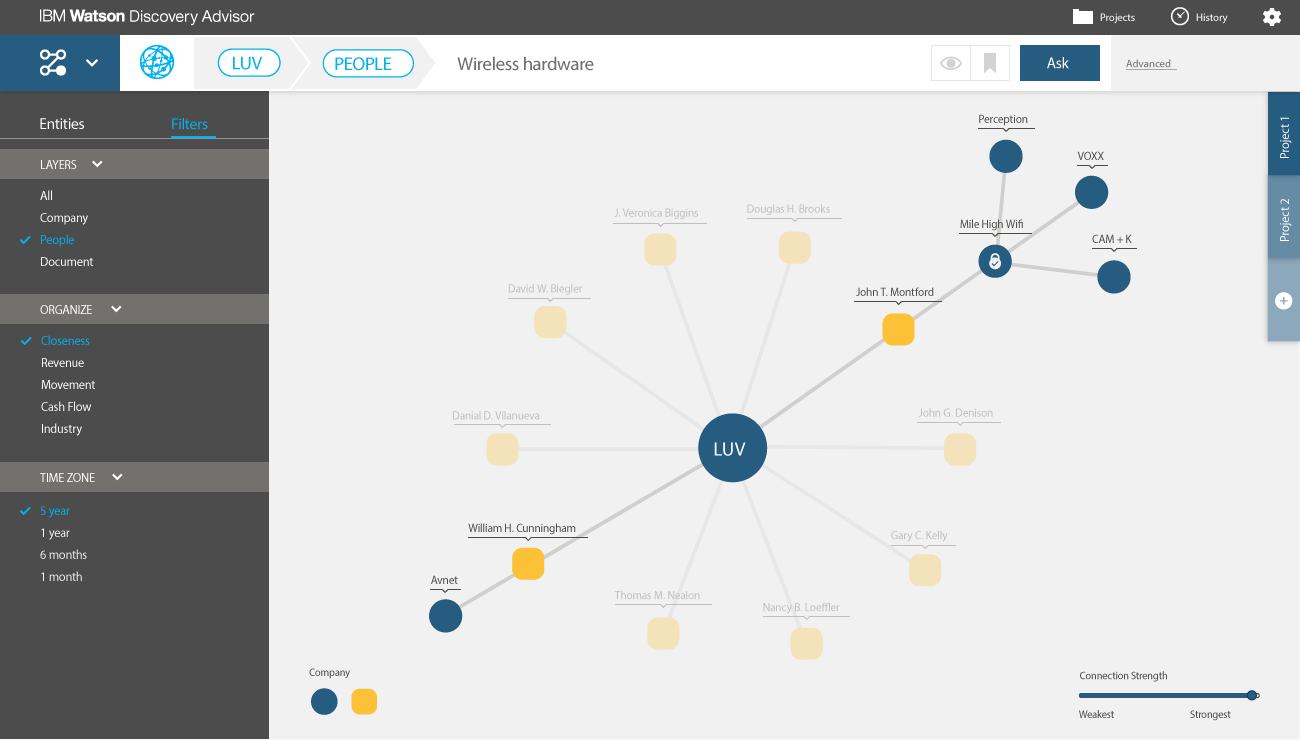 IBM Watson Discovery Advisor
Projects
History
LUV
PEOPLE
Wireless hardware
Ask
Advanced
Entities
Filters
LAYERS
All
Company
People
Document
ORGANIZE
Closeness
Revenue
Movement
Cash Flow
Industry
TIME ZONE
5 year
1 year
6 months
1 month
Perception
VOXX
Mile High Wifi
CAM + K
J. Veronica Biggins
Douglas H. Brooks
David W. Biegler
John T. Montford
Danial D. Vilanueva
John G. Denison
LUV
William H. Cunningham
Gary C. Kelly
Avnet
Thomas M. Nealon
Nancy B. Loeffler
Company
Connection Strength
Weakest
Strongest
Project 1
Project 2